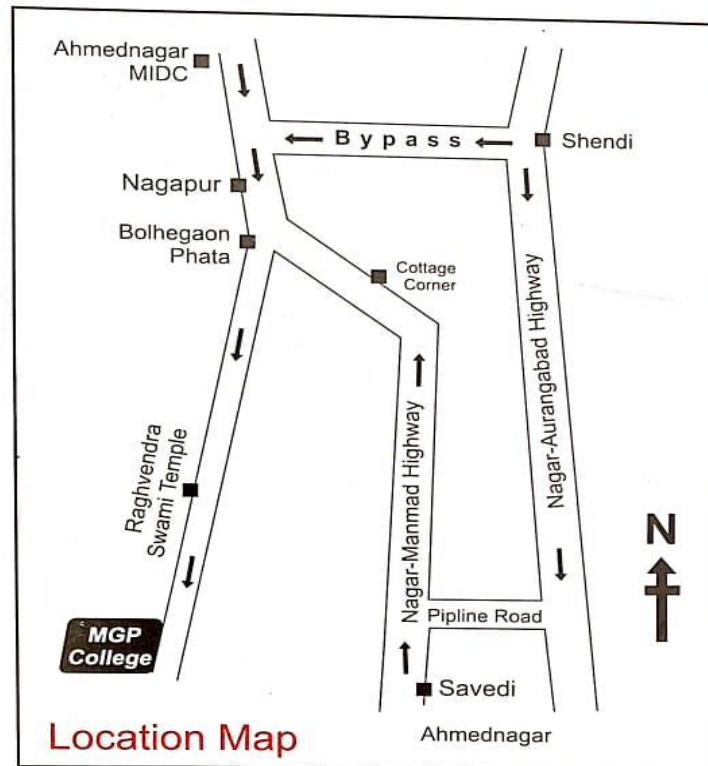 Ahmednagar
MIDC
Bypass
Shendi
Nagapur
Bolhegaon
Phata
Cottage
Corner
Nagar-Aurangabad Highway
Raghvendra
Swami Temple
Nagar-Manmad Highway
N
Pipline Road
MGP
College
Savedi
Location Map
Ahmednagar